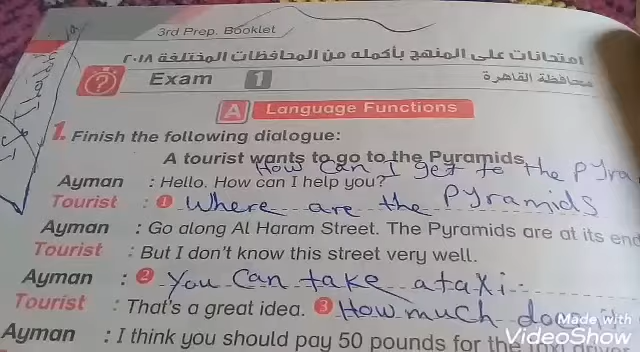 3rd Prep. Booklet
امتحانات على المنهج بأكمله من المحافظات المختلفة ٢٠١٨
Exam 1
محافظة القاهرة
A Language Functions
1. Finish the following dialogue:
A tourist wants to go to the Pyramids.
How can I get to the pyra
Ayman : Hello. How can I help you?
Tourist : 1 Where are the pyramids
Ayman : Go along Al Haram Street. The Pyramids are at its end
Tourist : But I don't know this street very well.
Ayman : 2 you can take ataxi.
Tourist : That's a great idea. 3 How much does
Ayman : I think you should pay 50 pounds for the
Made with
VideoShow